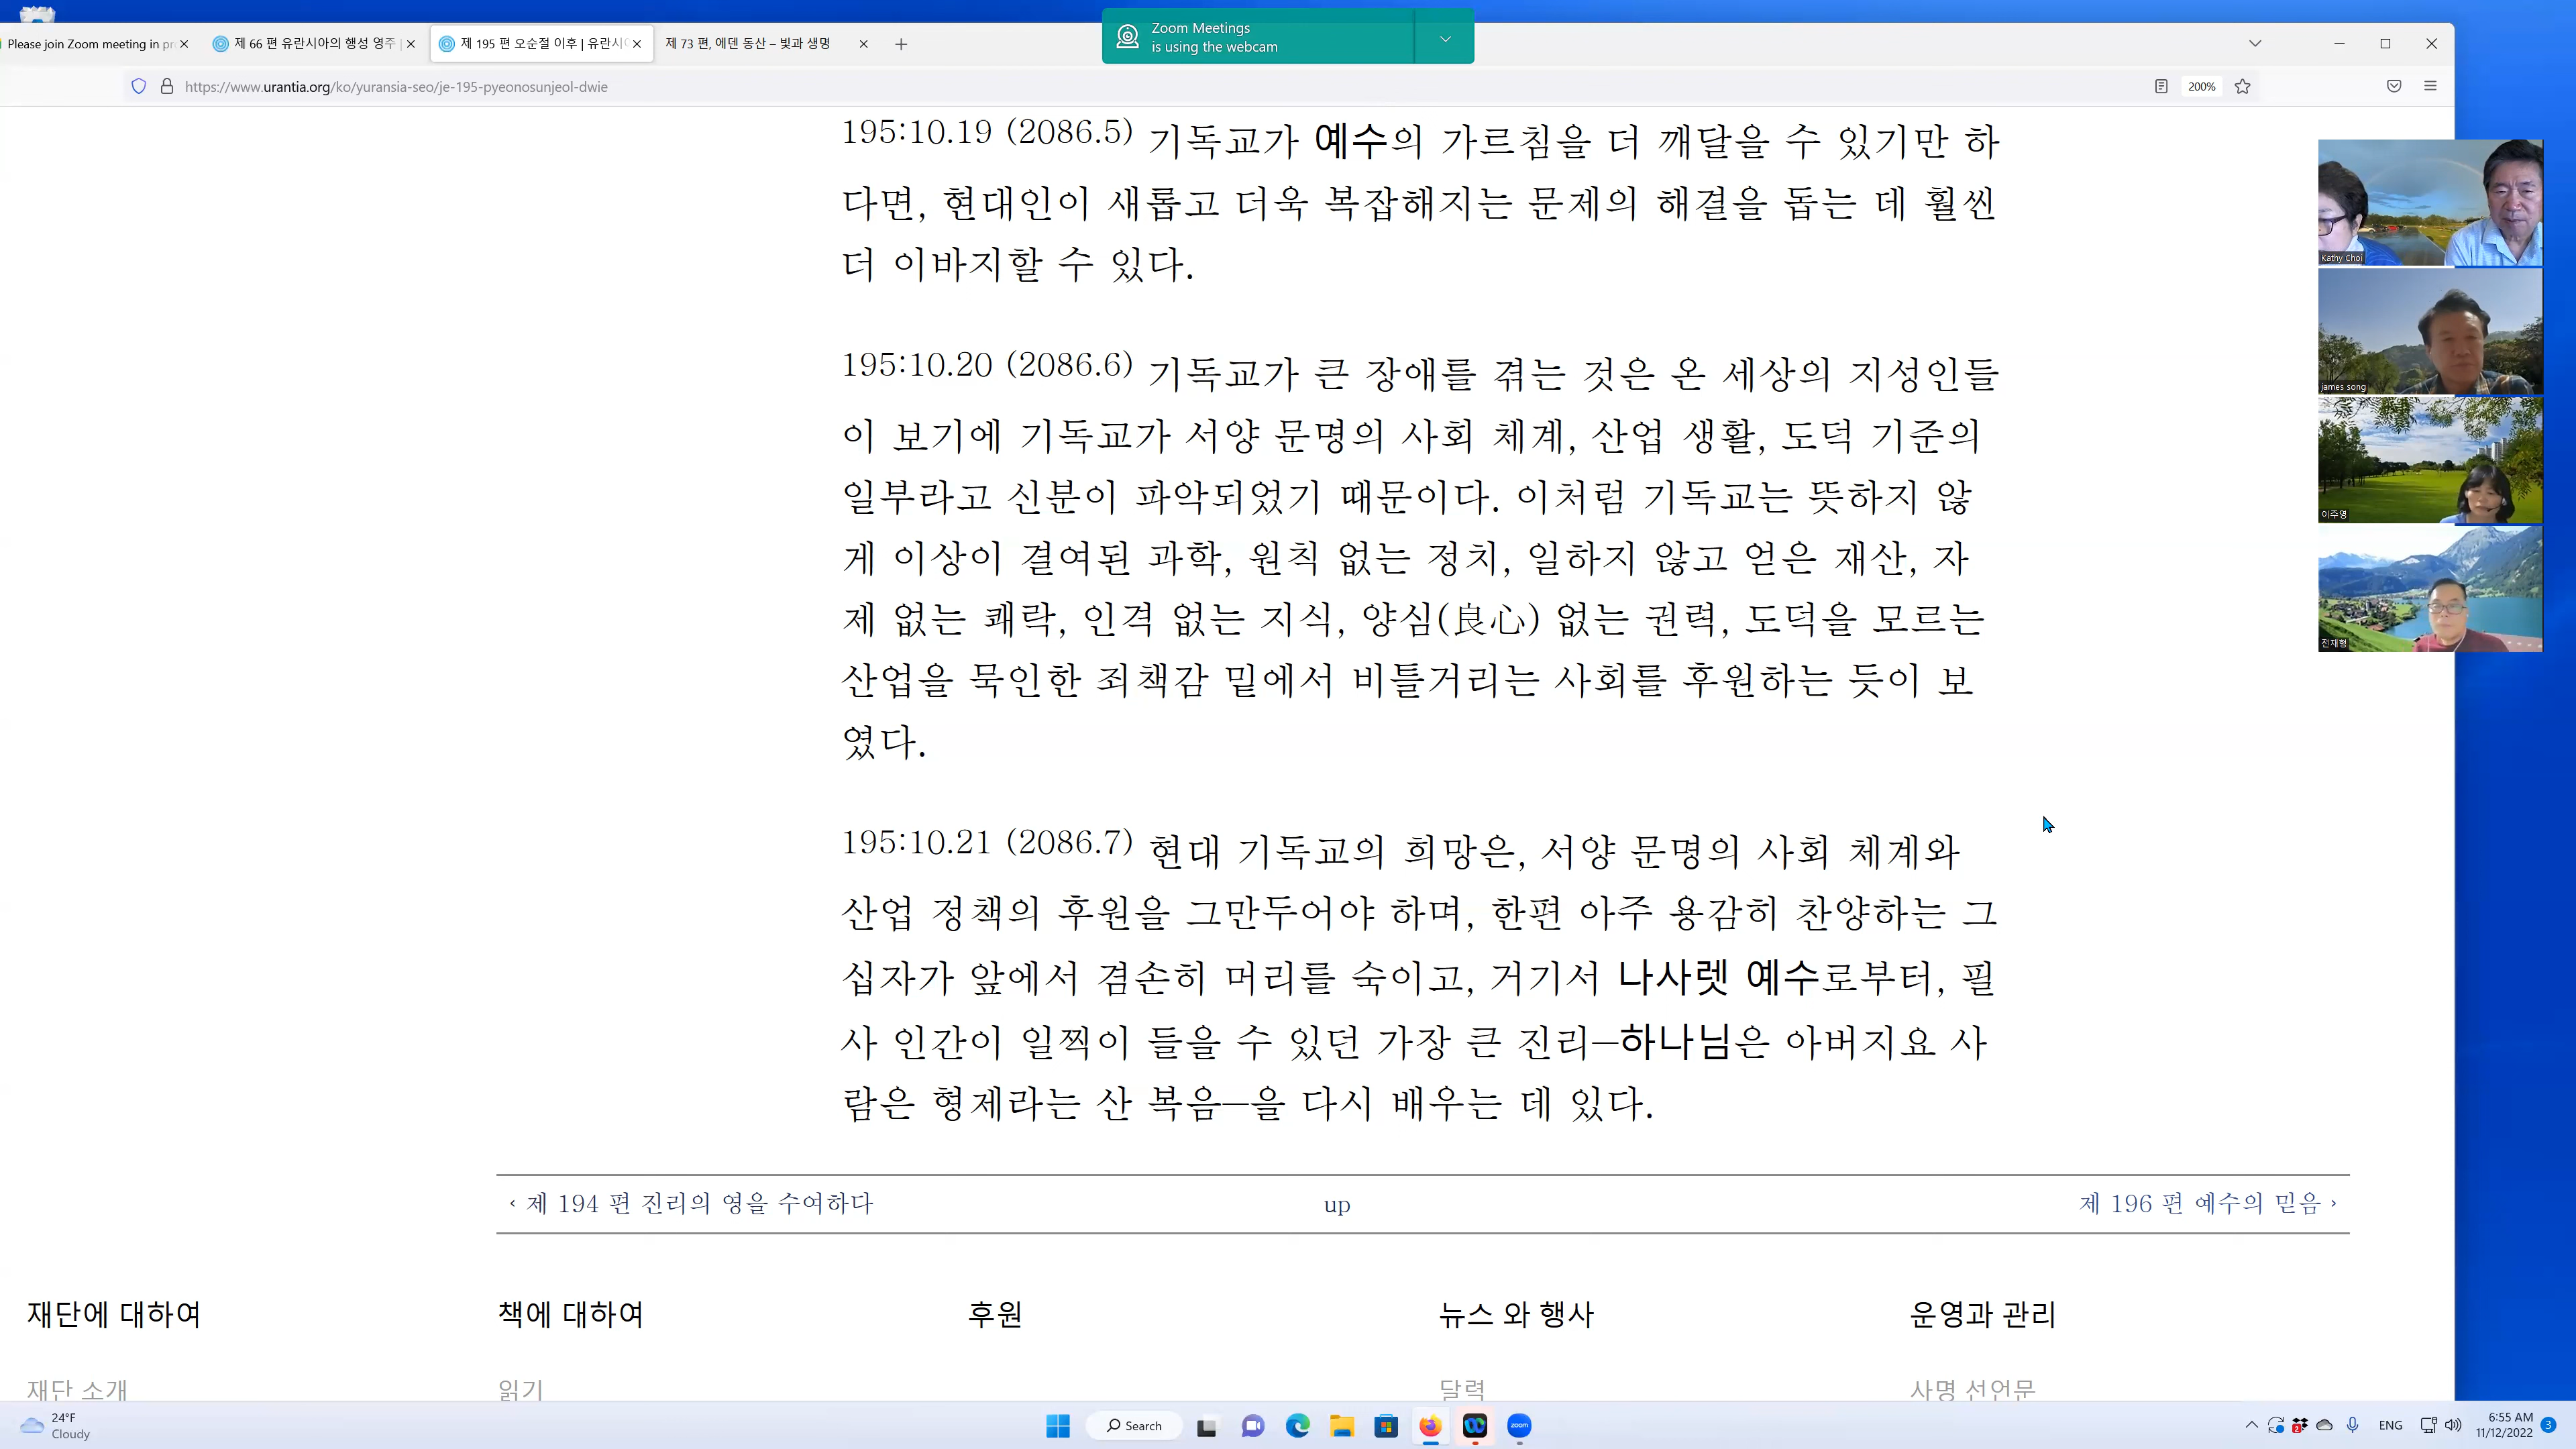 Zoom Meetings
is using the webcam
Please join Zoom meeting in pr
제 66 편 유란시아의 행성 영주 |
제 195 편 오순절 이후 | 유란시아
제 73 편, 에덴 동산 – 빛과 생명
https://www.urantia.org/ko/yuransia-seo/je-195-pyeonosunjeol-dwie
200%
195:10.19 (2086.5) 기독교가 예수의 가르침을 더 깨달을 수 있기만 하
다면, 현대인이 새롭고 더욱 복잡해지는 문제의 해결을 돕는 데 훨씬
더 이바지할 수 있다.
195:10.20 (2086.6) 기독교가 큰 장애를 겪는 것은 온 세상의 지성인들
이 보기에 기독교가 서양 문명의 사회 체계, 산업 생활, 도덕 기준의
일부라고 신분이 파악되었기 때문이다. 이처럼 기독교는 뜻하지 않
게 이상이 결여된 과학, 원칙 없는 정치, 일하지 않고 얻은 재산, 자
제 없는 쾌락, 인격 없는 지식, 양심(良心) 없는 권력, 도덕을 모르는
산업을 묵인한 죄책감 밑에서 비틀거리는 사회를 후원하는 듯이 보
였다.
195:10.21 (2086.7) 현대 기독교의 희망은, 서양 문명의 사회 체계와
산업 정책의 후원을 그만두어야 하며, 한편 아주 용감히 찬양하는 그
십자가 앞에서 겸손히 머리를 숙이고, 거기서 나사렛 예수로부터, 필
사 인간이 일찍이 들을 수 있던 가장 큰 진리—하나님은 아버지요 사
람은 형제라는 산 복음—을 다시 배우는 데 있다.
‹ 제 194 편 진리의 영을 수여하다
up
제 196 편 예수의 믿음 ›
재단에 대하여
책에 대하여
후원
뉴스 와 행사
운영과 관리
재단 소개
읽기
달력
사명 선언문
Kathy Choi
james song
이주영
전재형
24°F
Cloudy
Search
zoom
2
ENG
6:55 AM
11/12/2022
3